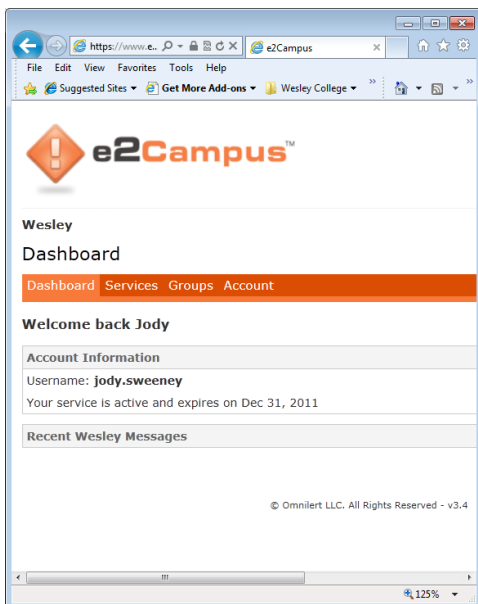 https://www.e..
e2Campus
File Edit View Favorites Tools Help
Suggested Sites Get More Add-ons Wesley College
e2Campus™
Wesley
Dashboard
Dashboard Services Groups Account
Welcome back Jody
Account Information
Username: jody.sweeney
Your service is active and expires on Dec 31, 2011
Recent Wesley Messages
© Omnilert LLC. All Rights Reserved - v3.4
125%